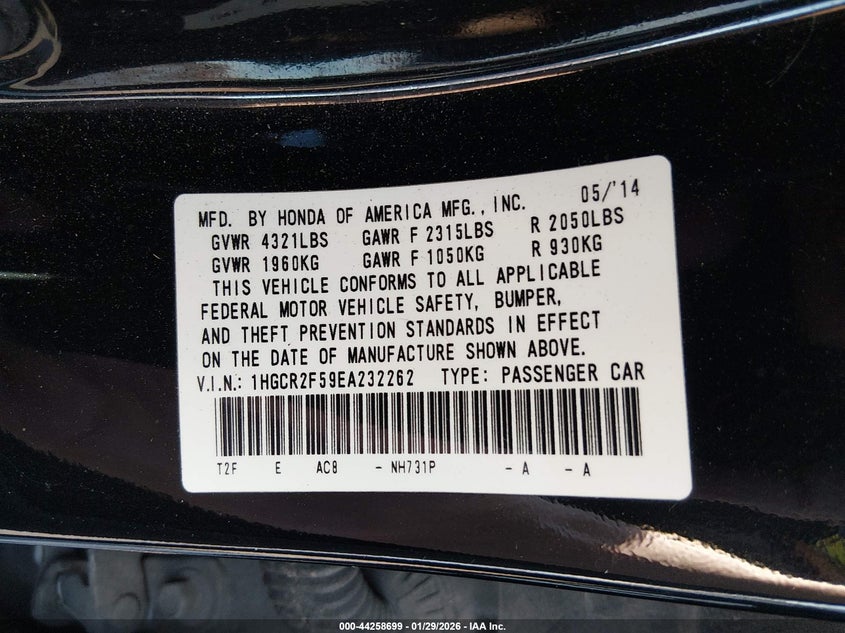 MFD. BY HONDA OF AMERICA MFG., INC. 05/'14
GVWR 4321LBS GAWR F 2315LBS R 2050LBS
GVWR 1960KG GAWR F 1050KG R 930KG
THIS VEHICLE CONFORMS TO ALL APPLICABLE
FEDERAL MOTOR VEHICLE SAFETY, BUMPER,
AND THEFT PREVENTION STANDARDS IN EFFECT
ON THE DATE OF MANUFACTURE SHOWN ABOVE.
V.I.N.: 1HGCR2F59EA232262 TYPE: PASSENGER CAR
T2F E AC8 - NH731P - A - A
000-44258699 - 01/29/2026 - IAA Inc.